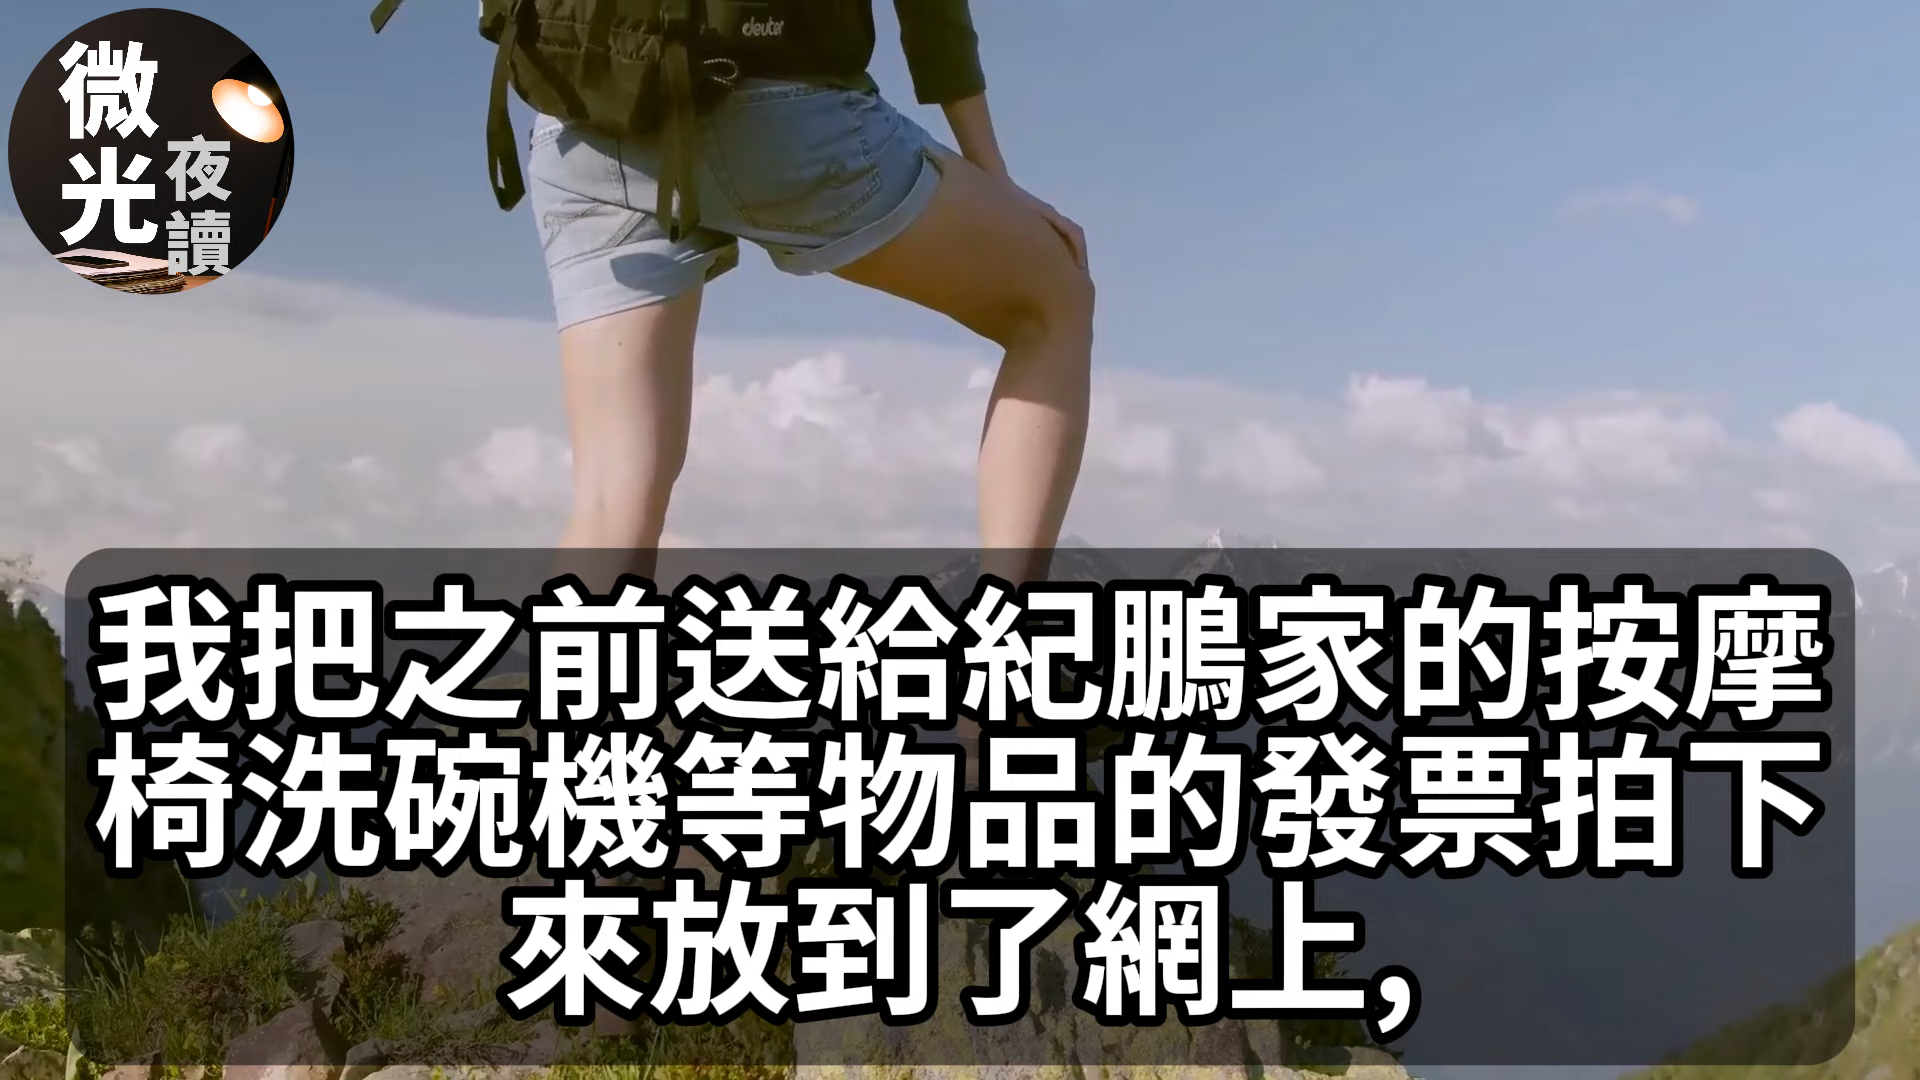 微光
夜讀
deuter
我把之前送給紀鵬家的按摩
椅洗碗機等物品的發票拍下
來放到了網上,